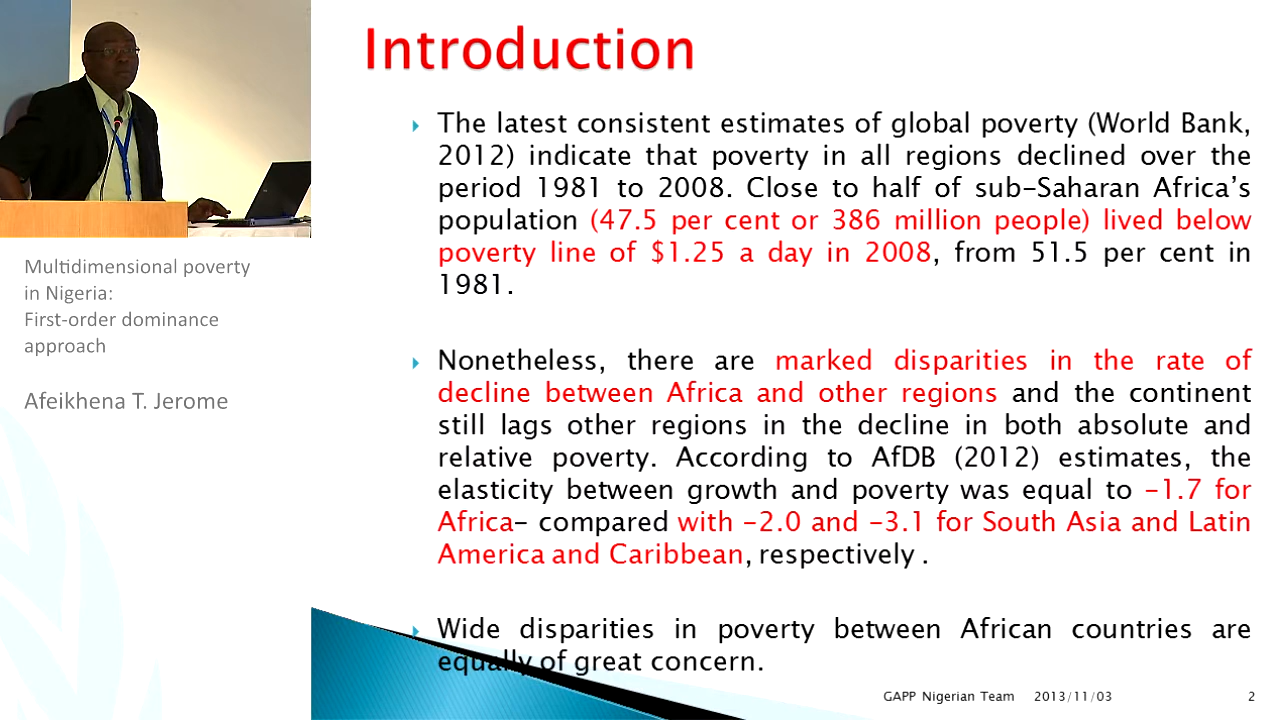 Introduction
The latest consistent estimates of global poverty (World Bank,
2012) indicate that poverty in all regions declined over the
period 1981 to 2008. Close to half of sub-Saharan Africa's
population (47.5 per cent or 386 million people) lived below
poverty line of $1.25 a day in 2008, from 51.5 per cent in
1981.
Nonetheless, there are marked disparities in the rate of
decline between Africa and other regions and the continent
still lags other regions in the decline in both absolute and
relative poverty. According to AfDB (2012) estimates, the
elasticity between growth and poverty was equal to -1.7 for
Africa- compared with -2.0 and -3.1 for South Asia and Latin
America and Caribbean, respectively .
Wide disparities in poverty between African countries are
equally of great concern.
GAPP Nigerian Team 2013/11/03 2
Multidimensional poverty
in Nigeria:
First-order dominance
approach
Afeikhena T. Jerome